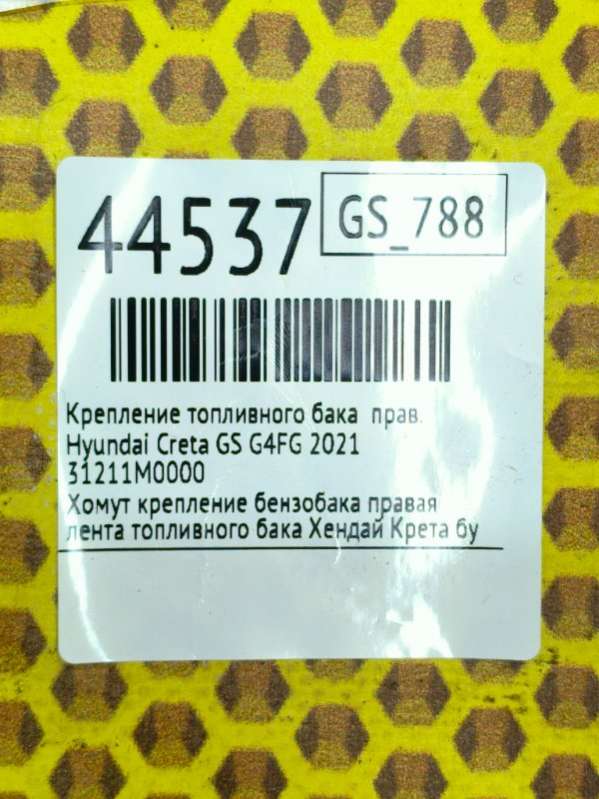 44537
GS_788
Крепление топливного бака прав.
Hyundai Creta GS G4FG 2021
31211M0000
Хомут крепление бензобака правая
лента топливного бака Хендай Крета бу